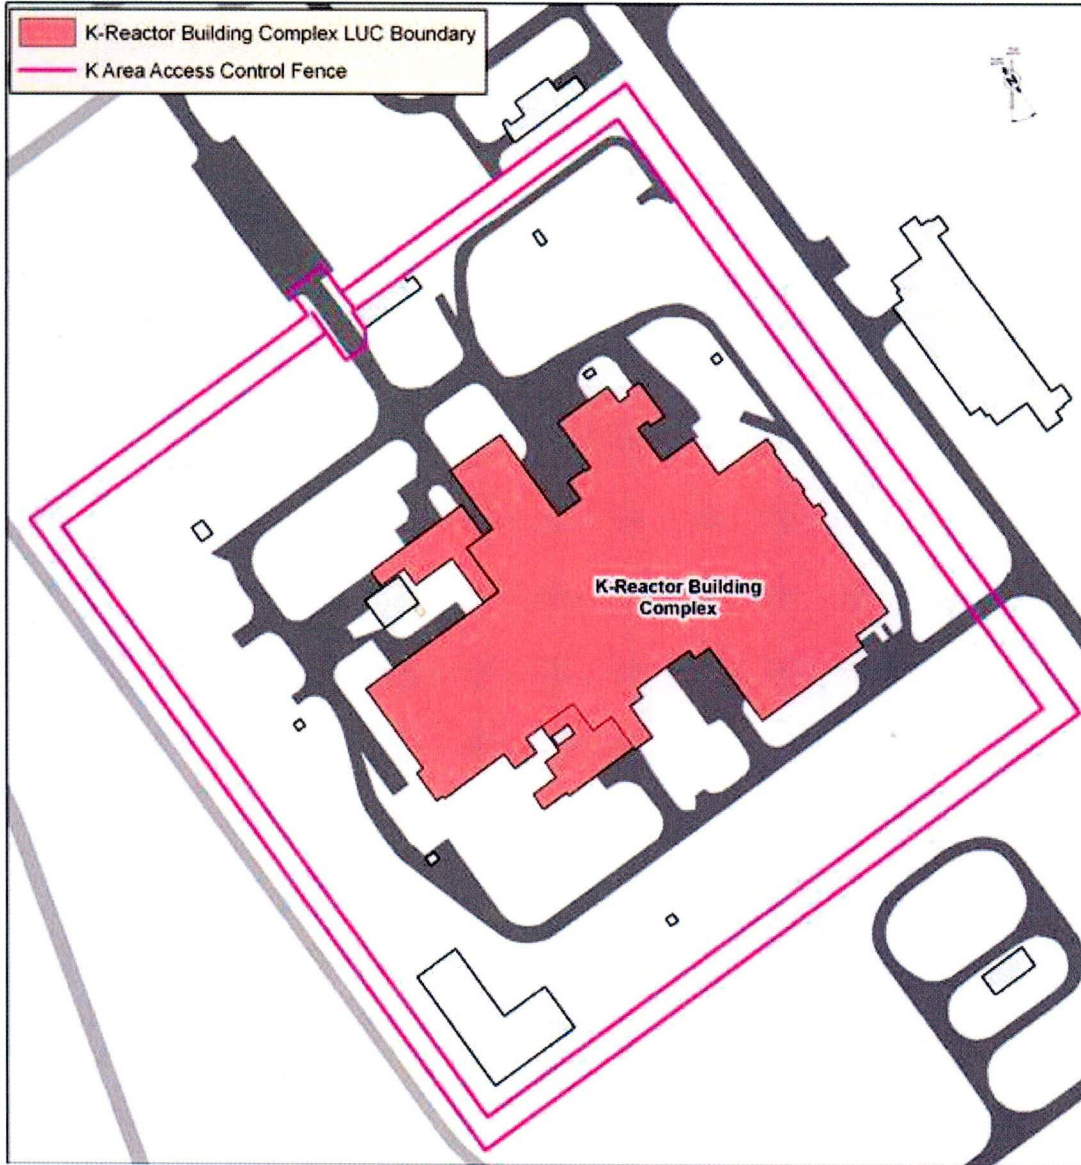 K-Reactor Building Complex LUC Boundary
K Area Access Control Fence
N
K-Reactor Building
Complex